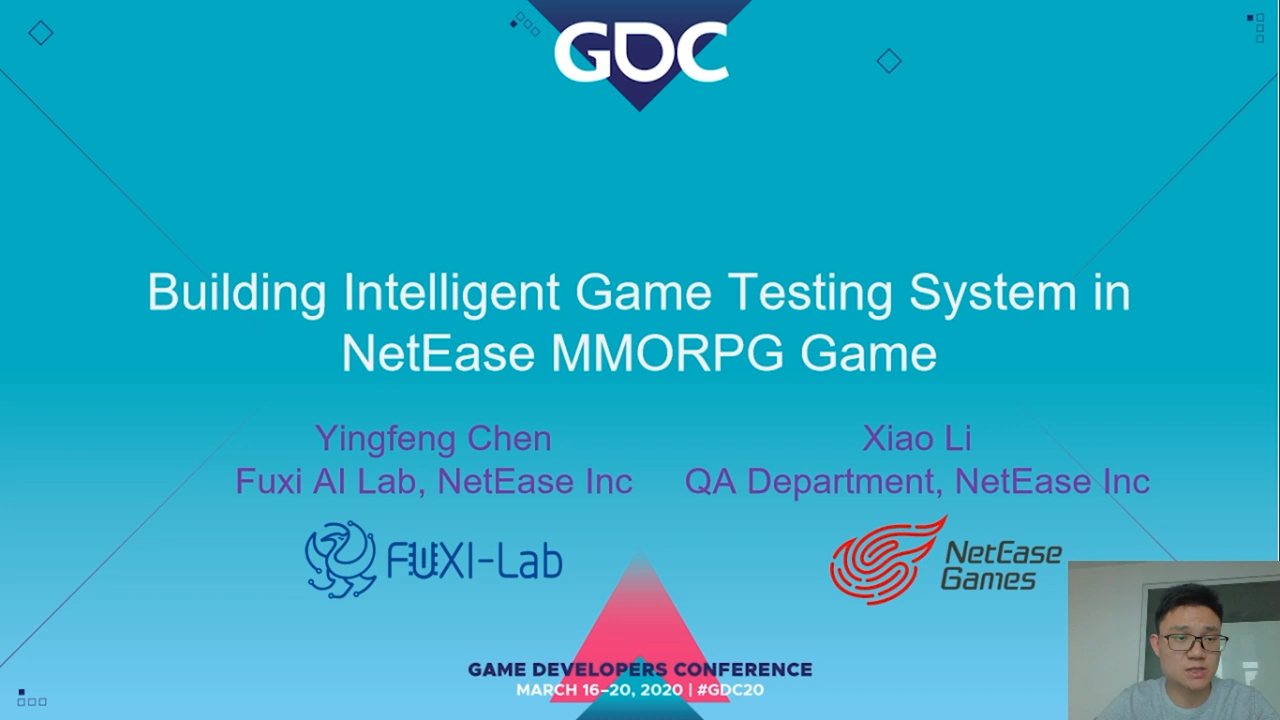 GDC
Building Intelligent Game Testing System in
NetEase MMORPG Game
Yingfeng Chen
Fuxi AI Lab, NetEase Inc
Xiao Li
QA Department, NetEase Inc
FUXI-Lab
NetEase
Games
GAME DEVELOPERS CONFERENCE
MARCH 16–20, 2020 | #GDC20